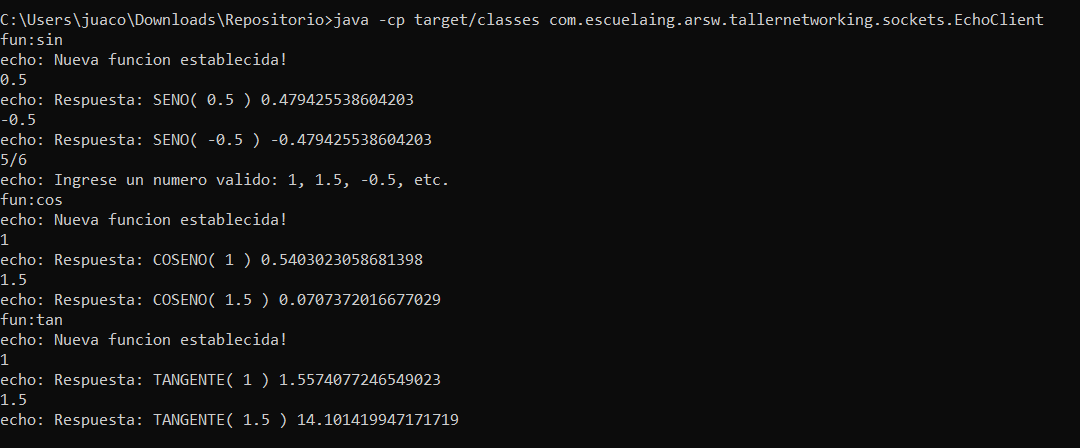 C:\Users\juaco\Downloads\Repositorio>java -cp target/classes com.escuelaing.arsw.tallernetworking.sockets.EchoClient
fun:sin
echo: Nueva funcion establecida!
0.5
echo: Respuesta: SENO( 0.5 ) 0.479425538604203
-0.5
echo: Respuesta: SENO( -0.5 ) -0.479425538604203
5/6
echo: Ingrese un numero valido: 1, 1.5, -0.5, etc.
fun:cos
echo: Nueva funcion establecida!
1
echo: Respuesta: COSENO( 1 ) 0.5403023058681398
1.5
echo: Respuesta: COSENO( 1.5 ) 0.0707372016677029
fun:tan
echo: Nueva funcion establecida!
1
echo: Respuesta: TANGENTE( 1 ) 1.5574077246549023
1.5
echo: Respuesta: TANGENTE( 1.5 ) 14.101419947171719